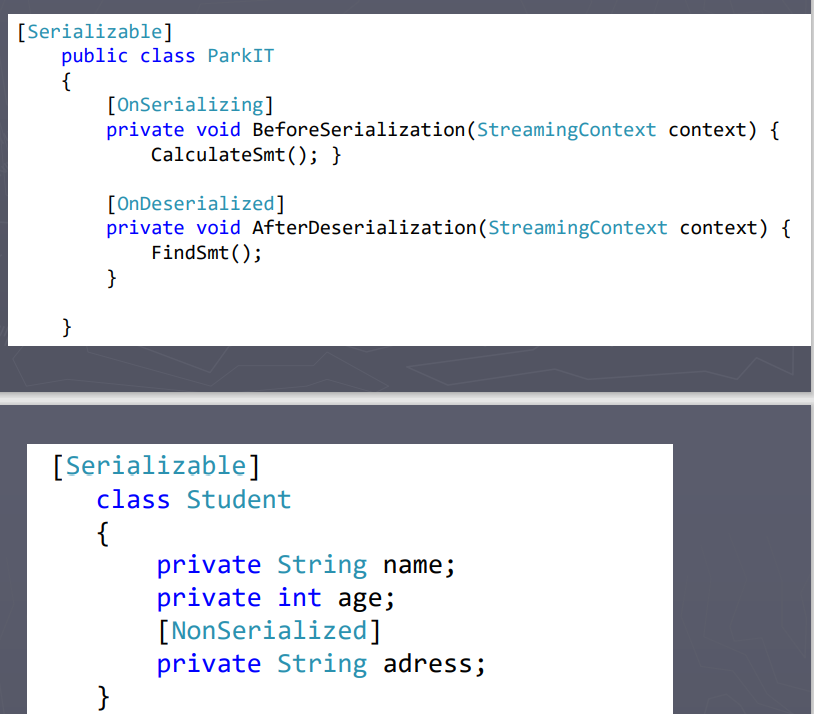 [Serializable]
public class ParkIT
{
[OnSerializing]
private void BeforeSerialization(StreamingContext context) {
CalculateSmt(); }
[OnDeserialized]
private void AfterDeserialization(StreamingContext context) {
FindSmt();
}
}
[Serializable]
class Student
{
private String name;
private int age;
[NonSerialized]
private String adress;
}